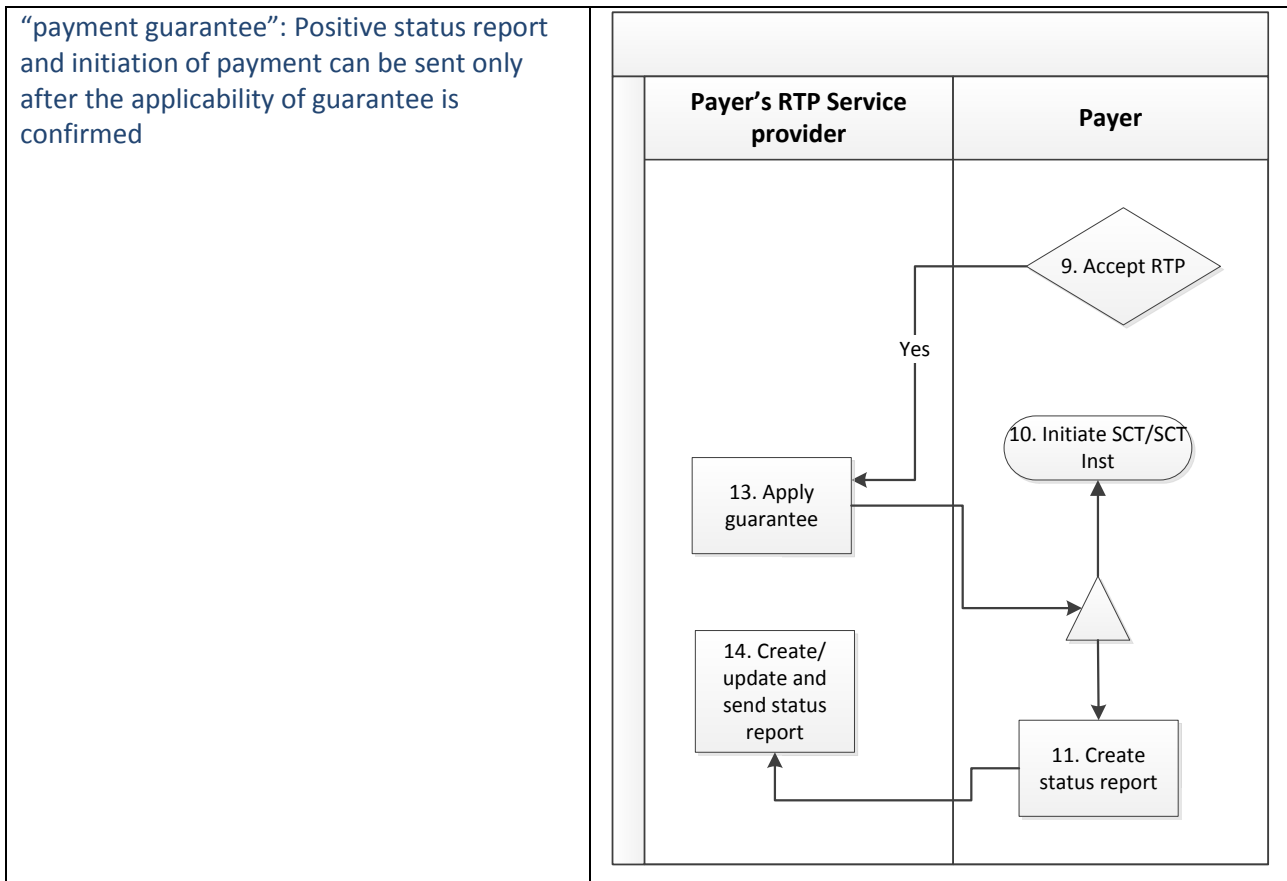 “payment guarantee”: Positive status report
and initiation of payment can be sent only
after the applicability of guarantee is
confirmed
Payer’s RTP Service
provider
Payer
9. Accept RTP
Yes
10. Initiate SCT/SCT
Inst
13. Apply
guarantee
14. Create/
update and
send status
report
11. Create
status report